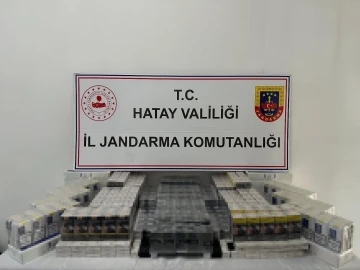 T.C.
HATAY VALİLİĞİ
İL JANDARMA KOMUTANLIĞI